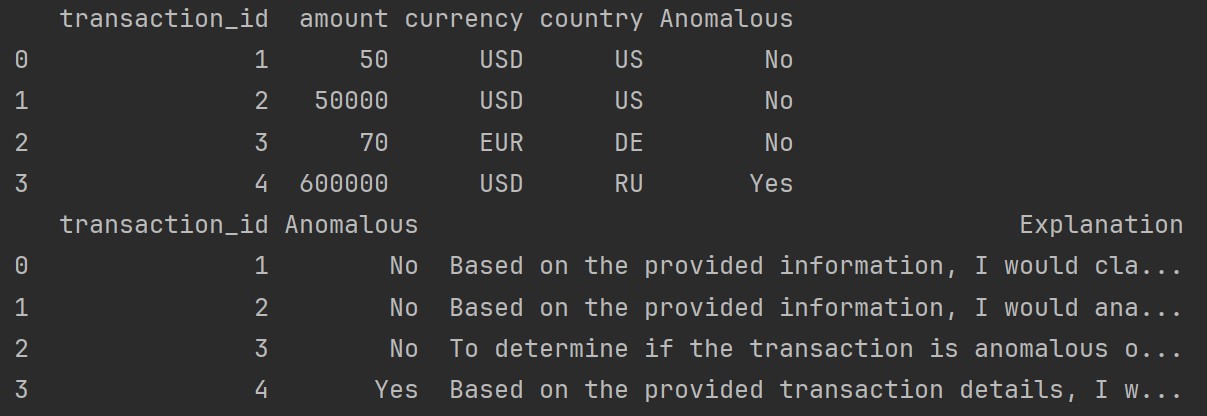 transaction_id amount currency country Anomalous
0 1 50 USD US No
1 2 50000 USD US No
2 3 70 EUR DE No
3 4 600000 USD RU Yes
transaction_id Anomalous Explanation
0 1 No Based on the provided information, I would cla...
1 2 No Based on the provided information, I would ana...
2 3 No To determine if the transaction is anomalous o...
3 4 Yes Based on the provided transaction details, I w...